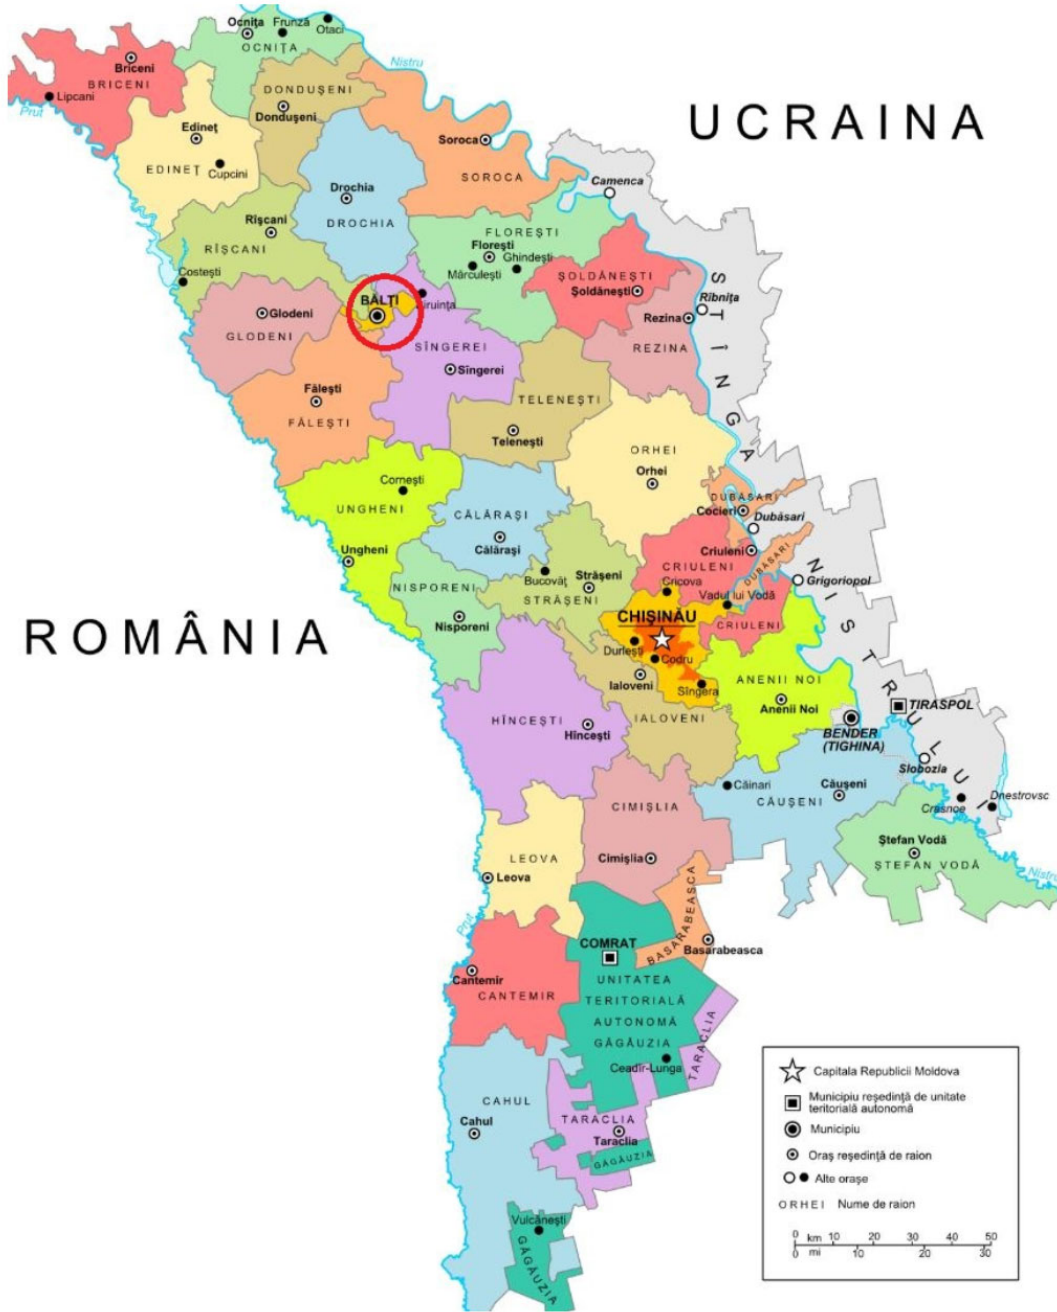 Ocnița
Frunză
Otaci
OCNIȚA
Briceni
BRICENI
Lipcani
Prut
Nistru
DONDUȘENI
Dondușeni
Edineț
EDINEȚ
Cupcini
Soroca
SOROCA
UCRAINA
Camenca
Drochia
DROCHIA
Rîșcani
RÎȘCANI
Costești
FLOREȘTI
Florești
Ghindești
Mărculești
ȘOLDĂNEȘTI
Șoldănești
Rîbnița
Rezina
REZINA
STÎNGA NISTRULUI
BĂLȚI
Glodeni
GLODENI
SÎNGEREI
Sîngerei
Fălești
FĂLEȘTI
TELENEȘTI
Telenești
ORHEI
Orhei
Cornești
UNGHENI
Ungheni
CĂLĂRAȘI
Călărași
DUBĂSARI
Cocieri
Dubăsari
Criuleni
CRIULENI
DUBĂSARI
Grigoriopol
Bucovăț
Strășeni
STRĂȘENI
Cricova
Vadul lui Vodă
CRIULENI
NISPORENI
Nisporeni
ROMÂNIA
CHIȘINĂU
Durlești
Codru
Ialoveni
Sîngera
IALOVENI
ANENII NOI
Anenii Noi
HÎNCEȘTI
Hîncești
TIRASPOL
BENDER
(TIGHINA)
Slobozia
Căinari
Căușeni
CĂUȘENI
Crasnoe
Dnestrovsc
CIMIȘLIA
Cimișlia
Ștefan Vodă
ȘTEFAN VODĂ
Nistru
LEOVA
Leova
Prut
BASARABEASCA
Basarabeasca
COMRAT
UNITATEA
TERITORIALĂ
AUTONOMĂ
GĂGĂUZIA
Ceadîr-Lunga
Cantemir
CANTEMIR
TARACLIA
CAHUL
Cahul
TARACLIA
Taraclia
GĂGĂUZIA
Vulcănești
GĂGĂUZIA
Capitala Republicii Moldova
Municipiu reședință de unitate
teritorială autonomă
Municipiu
Oraș reședință de raion
Alte orașe
ORHEI Nume de raion
0 km 10 20 30 40 50
0 mi 10 20 30